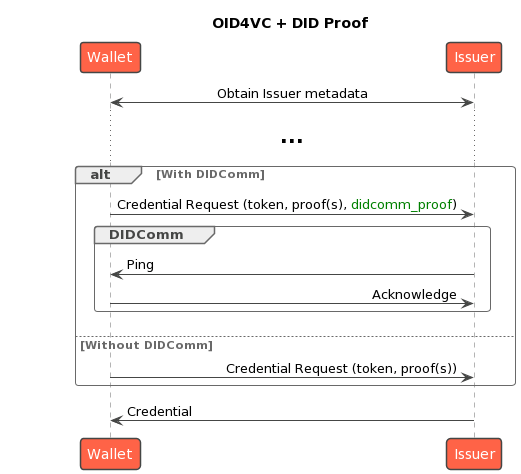 OID4VC + DID Proof
Wallet Issuer
Obtain Issuer metadata
...
alt [With DIDComm]
Credential Request (token, proof(s), didcomm_proof)
DIDComm
Ping
Acknowledge
[Without DIDComm]
Credential Request (token, proof(s))
Credential
Wallet Issuer